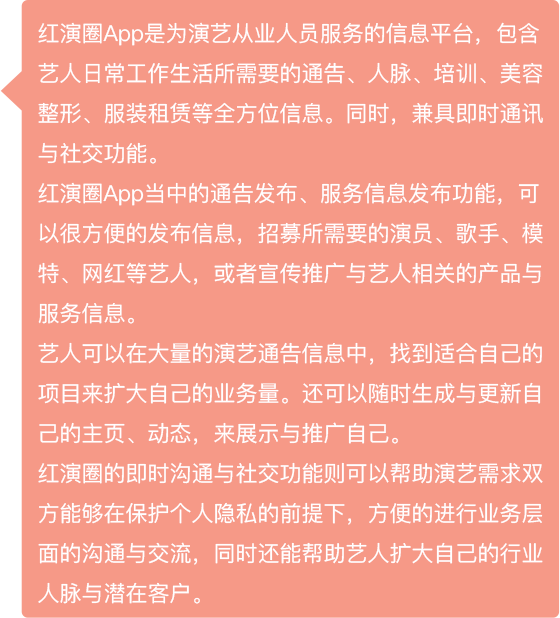 红演圈App是为演艺从业人员服务的信息平台，包含
艺人日常工作生活所需要的通告、人脉、培训、美容
整形、服装租赁等全方位信息。同时，兼具即时通讯
与社交功能。
红演圈App当中的通告发布、服务信息发布功能，可
以很方便的发布信息，招募所需要的演员、歌手、模
特、网红等艺人，或者宣传推广与艺人相关的产品与
服务信息。
艺人可以在大量的演艺通告信息中，找到适合自己的
项目来扩大自己的业务量。还可以随时生成与更新自
己的主页、动态，来展示与推广自己。
红演圈的即时沟通与社交功能则可以帮助演艺需求双
方能够在保护个人隐私的前提下，方便的进行业务层
面的沟通与交流，同时还能帮助艺人扩大自己的行业
人脉与潜在客户。